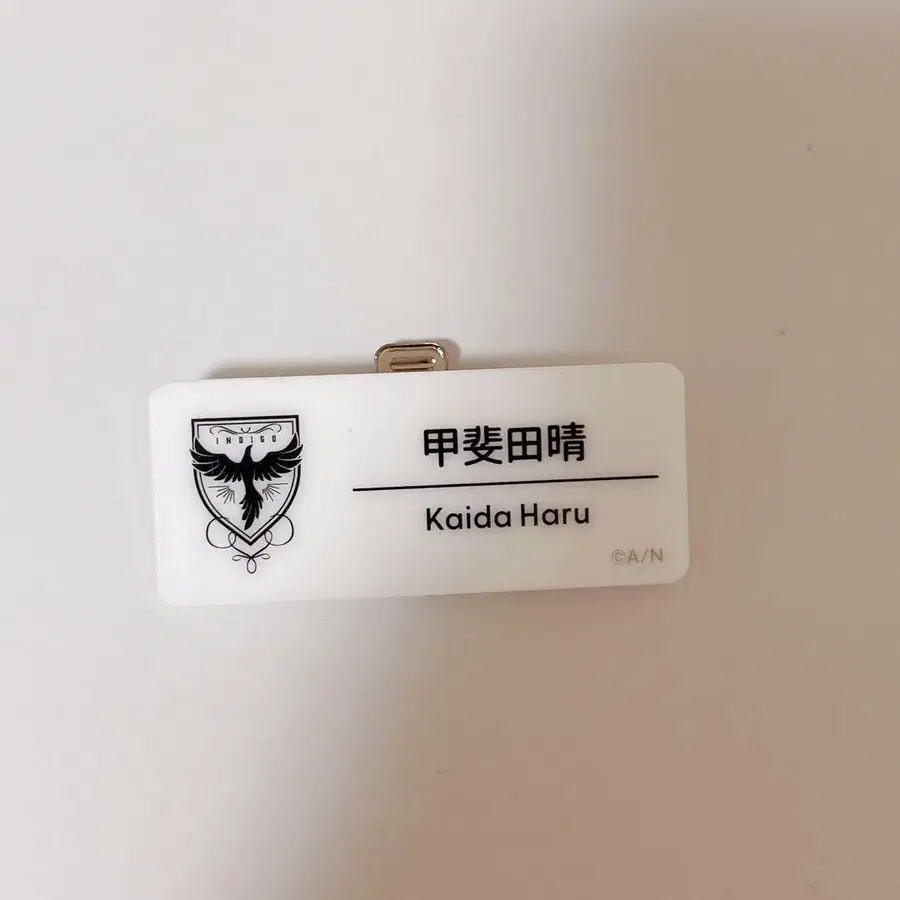 INDIGO
甲斐田晴
Kaida Haru
©A/N